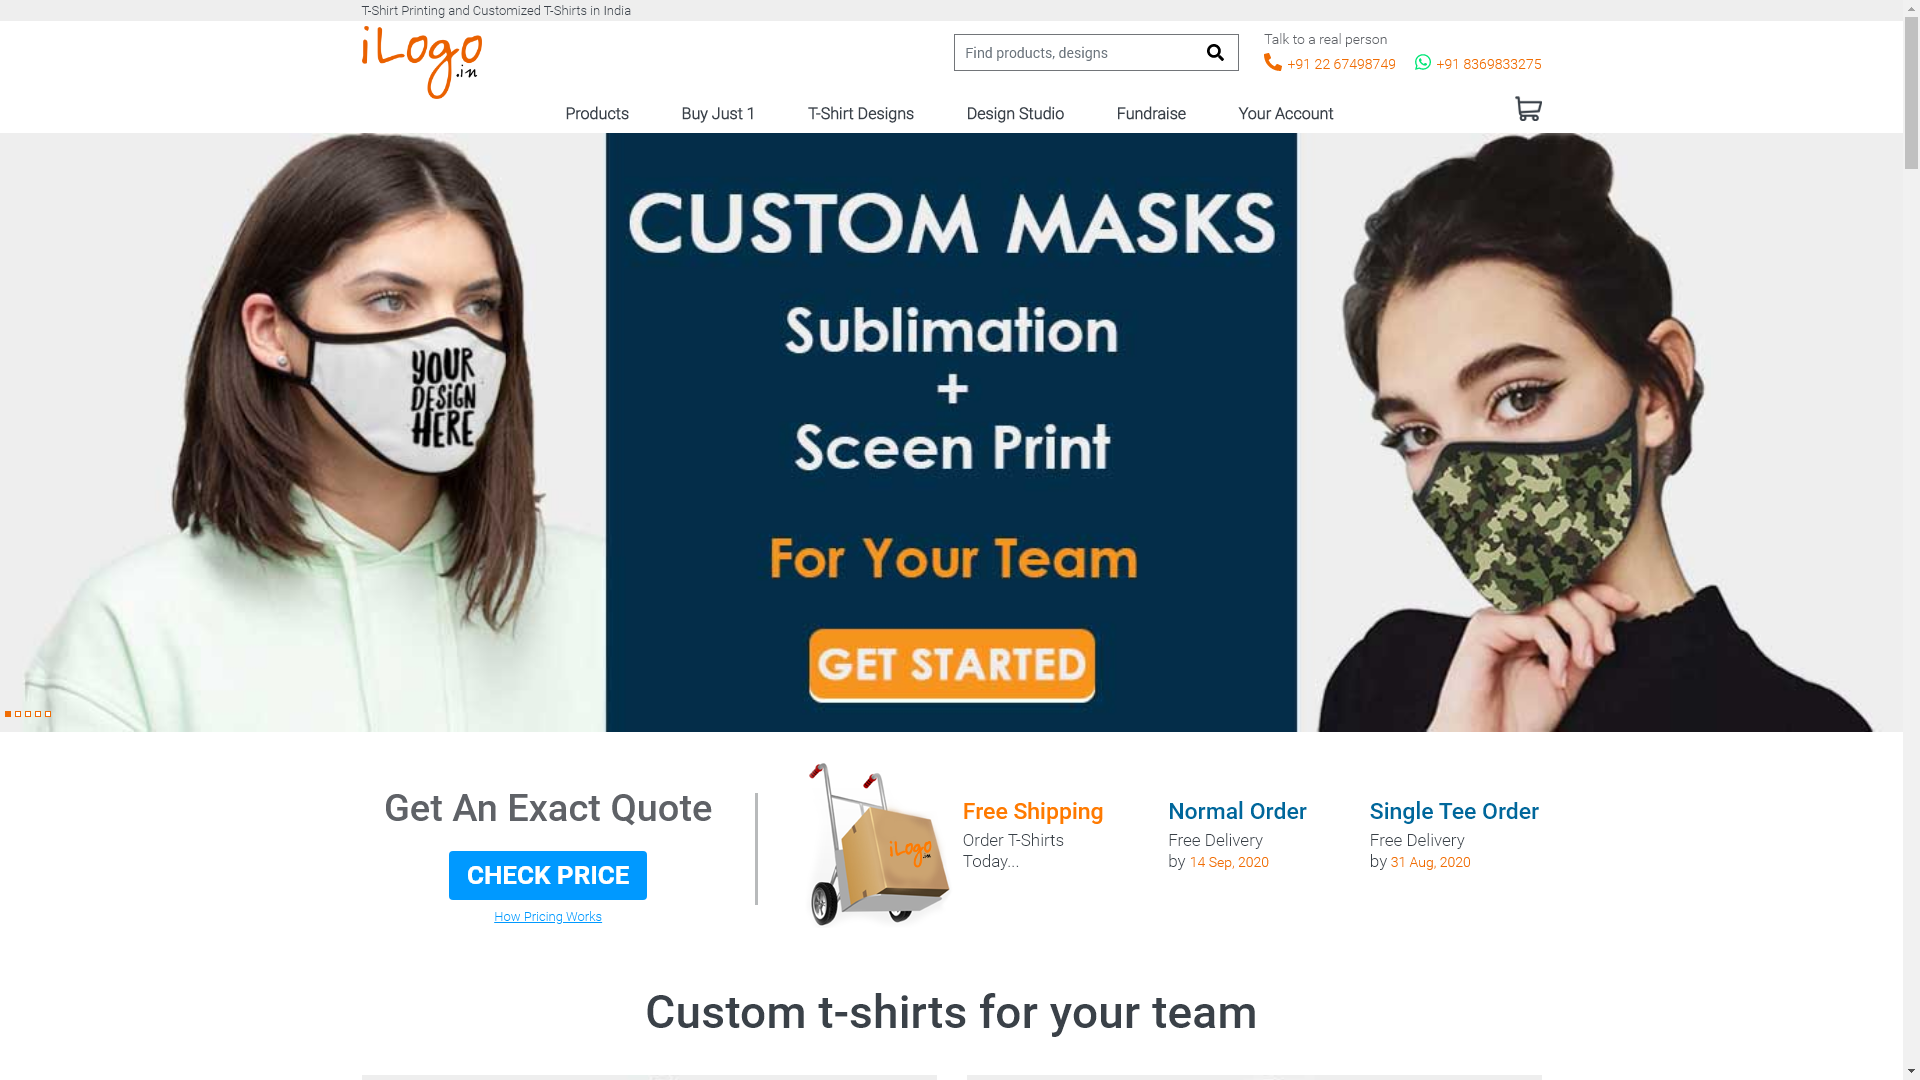 T-Shirt Printing and Customized T-Shirts in India
iLogo.in
Find products, designs
Talk to a real person
+91 22 67498749
+91 8369833275
Products
Buy Just 1
T-Shirt Designs
Design Studio
Fundraise
Your Account
CUSTOM MASKS
Sublimation
+
Sceen Print
For Your Team
GET STARTED
YOUR
DESIGN
HERE
Get An Exact Quote
CHECK PRICE
How Pricing Works
iLogo.in
Free Shipping
Order T-Shirts
Today...
Normal Order
Free Delivery
by 14 Sep, 2020
Single Tee Order
Free Delivery
by 31 Aug, 2020
Custom t-shirts for your team